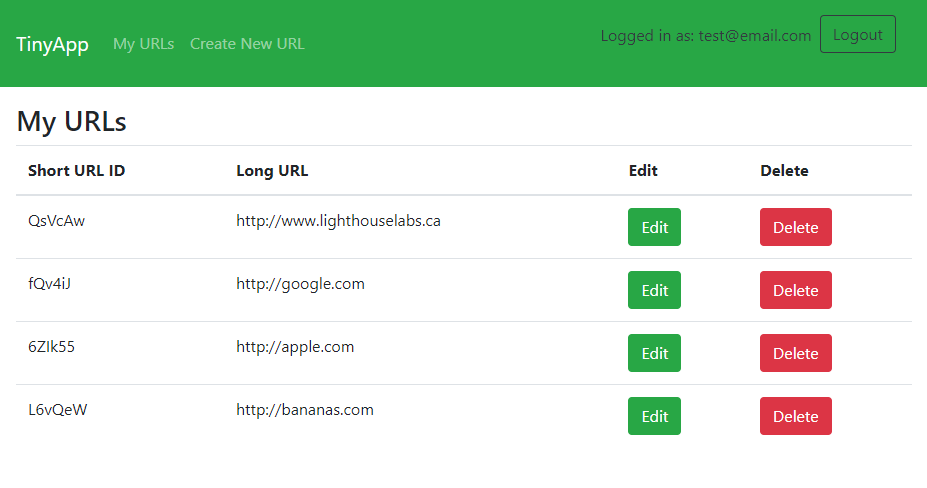 TinyApp My URLs Create New URL Logged in as: test@email.com Logout
My URLs
Short URL ID Long URL Edit Delete
QsVcAw http://www.lighthouselabs.ca Edit Delete
fQv4iJ http://google.com Edit Delete
6ZIk55 http://apple.com Edit Delete
L6vQeW http://bananas.com Edit Delete